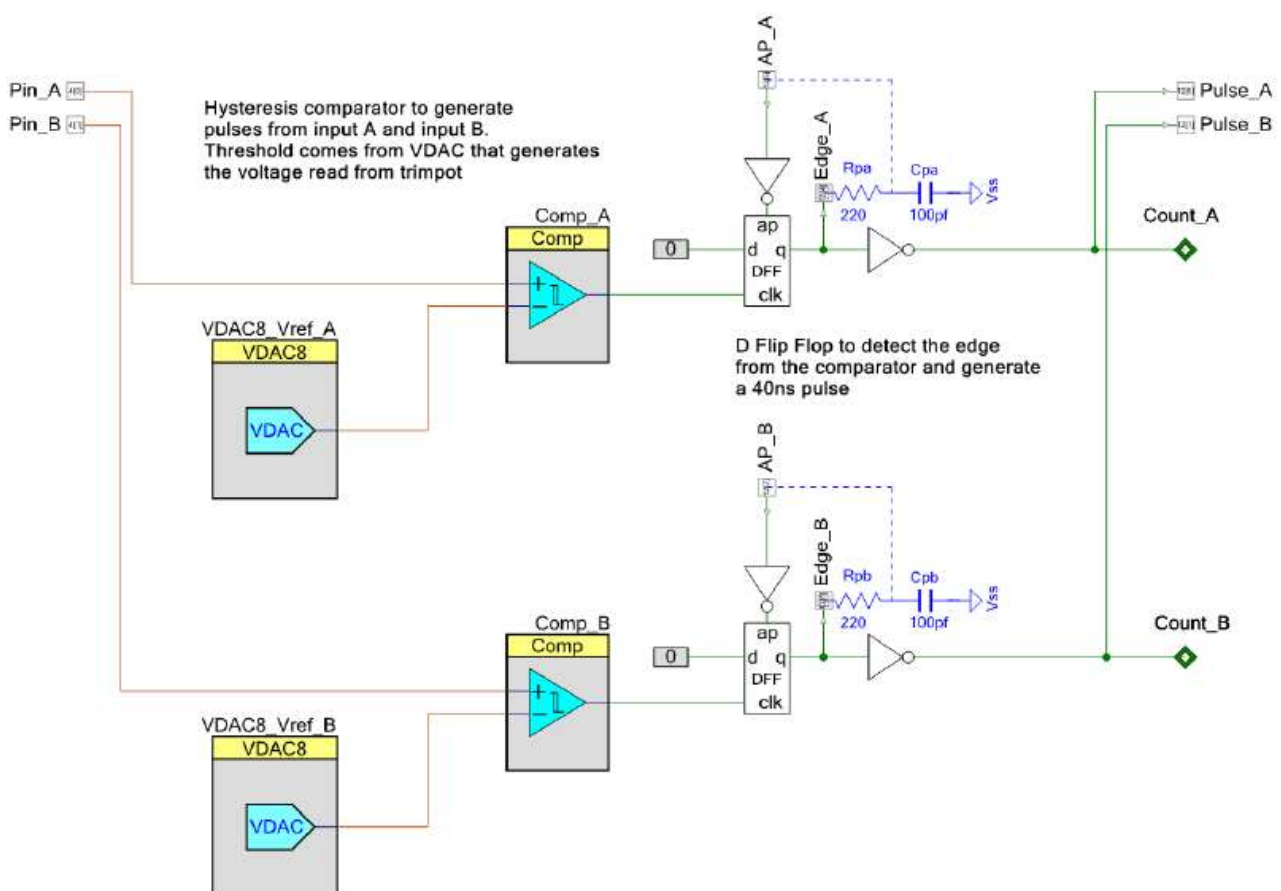 AP_A
Pin_A
Pin_B
Pulse_A
Pulse_B
Hysteresis comparator to generate
pulses from input A and input B.
Threshold comes from VDAC that generates
the voltage read from trimpot
Edge_A
Rpa
220
Cpa
100pf
Vss
Comp_A
Comp
ap
0
d q
DFF
clk
Count_A
VDAC8_Vref_A
VDAC8
VDAC
D Flip Flop to detect the edge
from the comparator and generate
a 40ns pulse
AP_B
Edge_B
Rpb
220
Cpb
100pf
Vss
Comp_B
Comp
ap
0
d q
DFF
clk
Count_B
VDAC8_Vref_B
VDAC8
VDAC